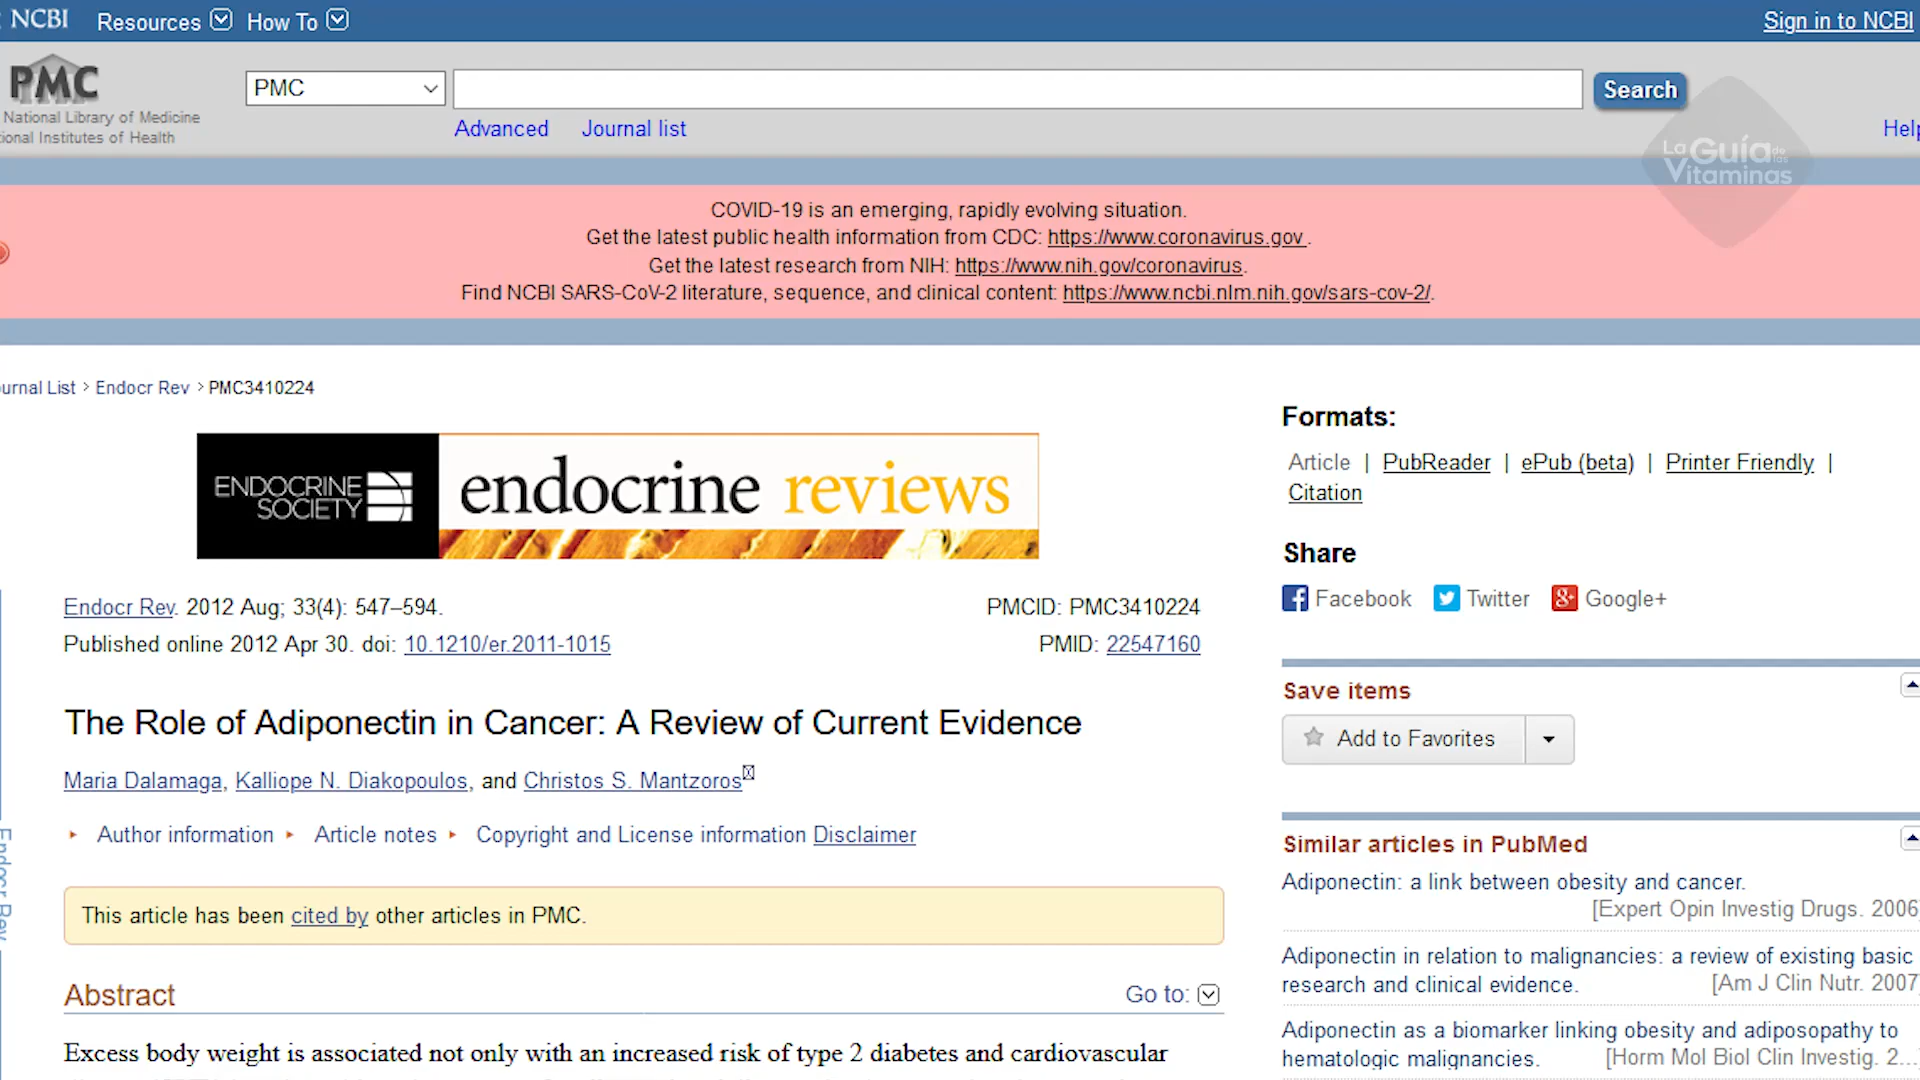 NCBI Resources How To Sign in to NCBI
PMC
National Library of Medicine
Institutes of Health
PMC
Search
Advanced Journal list
La Guía de las Vitaminas
COVID-19 is an emerging, rapidly evolving situation.
Get the latest public health information from CDC: https://www.coronavirus.gov .
Get the latest research from NIH: https://www.nih.gov/coronavirus.
Find NCBI SARS-CoV-2 literature, sequence, and clinical content: https://www.ncbi.nlm.nih.gov/sars-cov-2/.
List > Endocr Rev > PMC3410224
ENDOCRINE SOCIETY
endocrine reviews
Endocr Rev. 2012 Aug; 33(4): 547–594.
Published online 2012 Apr 30. doi: 10.1210/er.2011-1015
PMCID: PMC3410224
PMID: 22547160
The Role of Adiponectin in Cancer: A Review of Current Evidence
Maria Dalamaga, Kalliope N. Diakopoulos, and Christos S. Mantzoros
Author information Article notes Copyright and License information Disclaimer
This article has been cited by other articles in PMC.
Abstract
Go to:
Excess body weight is associated not only with an increased risk of type 2 diabetes and cardiovascular
Endocr Rev
Formats:
Article | PubReader | ePub (beta) | Printer Friendly |
Citation
Share
Facebook Twitter Google+
Save items
Add to Favorites
Similar articles in PubMed
Adiponectin: a link between obesity and cancer.
[Expert Opin Investig Drugs. 2006
Adiponectin in relation to malignancies: a review of existing basic
research and clinical evidence. [Am J Clin Nutr. 2007
Adiponectin as a biomarker linking obesity and adiposopathy to
hematologic malignancies. [Horm Mol Biol Clin Investig. 2...